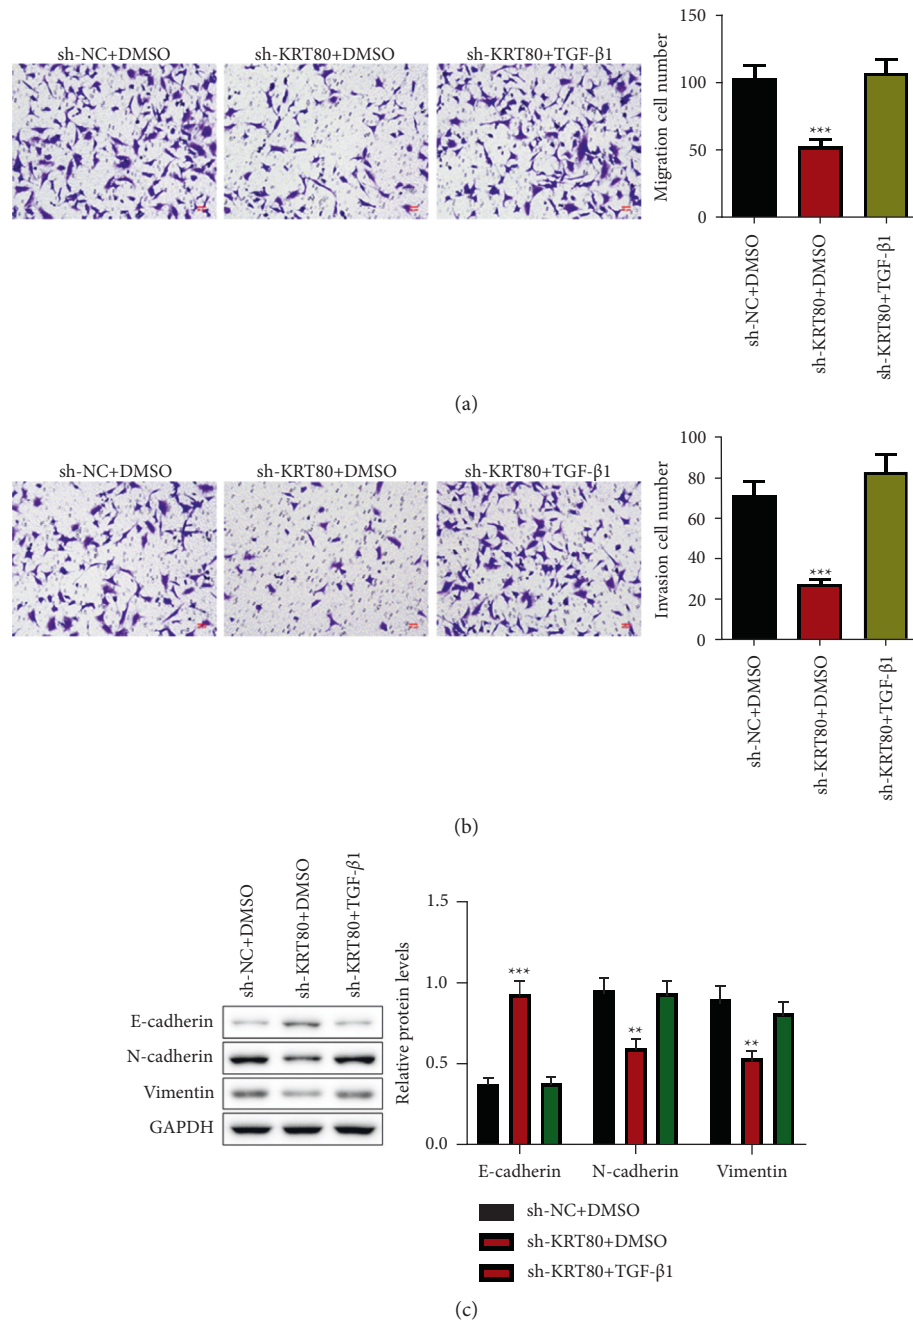 sh-NC+DMSO sh-KRT80+DMSO sh-KRT80+TGF-β1
Migration cell number
150
100
50
0
***
sh-NC+DMSO
sh-KRT80+DMSO
sh-KRT80+TGF-β1
(a)
sh-NC+DMSO sh-KRT80+DMSO sh-KRT80+TGF-β1
Invasion cell number
100
80
60
40
20
0
***
sh-NC+DMSO
sh-KRT80+DMSO
sh-KRT80+TGF-β1
(b)
sh-NC+DMSO
sh-KRT80+DMSO
sh-KRT80+TGF-β1
E-cadherin
N-cadherin
Vimentin
GAPDH
Relative protein levels
1.5
1.0
0.5
0.0
***
**
**
E-cadherin N-cadherin Vimentin
sh-NC+DMSO
sh-KRT80+DMSO
sh-KRT80+TGF-β1
(c)